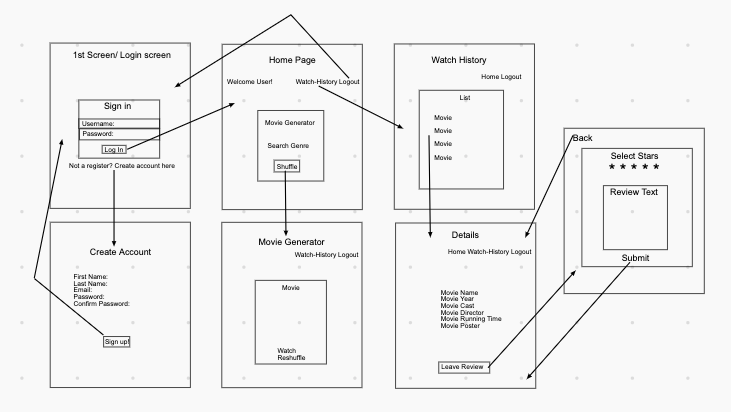 1st Screen/ Login screen
Sign in
Username:
Password:
Log In
Not a register? Create account here
Home Page
Welcome User!
Watch-History Logout
Movie Generator
Search Genre
Shuffle
Watch History
Home Logout
List
Movie
Movie
Movie
Movie
Back
Select Stars
★ ★ ★ ★ ★
Review Text
Submit
Create Account
First Name:
Last Name:
Email:
Password:
Confirm Password:
Sign up!
Movie Generator
Watch-History Logout
Movie
Watch
Reshuffle
Details
Home Watch-History Logout
Movie Name
Movie Year
Movie Cast
Movie Director
Movie Running Time
Movie Poster
Leave Review